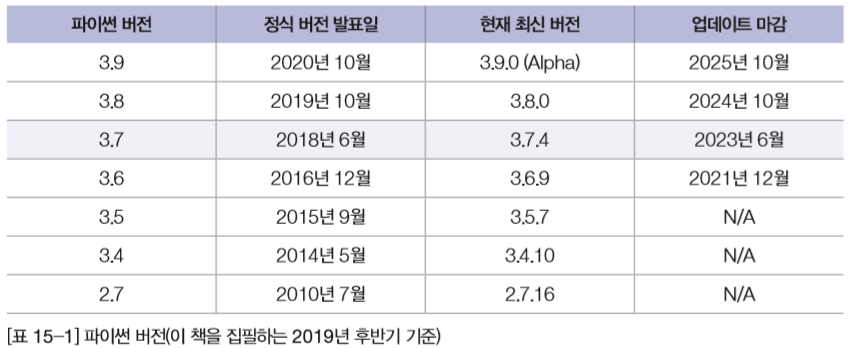 파이썬 버전 정식 버전 발표일 현재 최신 버전 업데이트 마감
3.9 2020년 10월 3.9.0 (Alpha) 2025년 10월
3.8 2019년 10월 3.8.0 2024년 10월
3.7 2018년 6월 3.7.4 2023년 6월
3.6 2016년 12월 3.6.9 2021년 12월
3.5 2015년 9월 3.5.7 N/A
3.4 2014년 5월 3.4.10 N/A
2.7 2010년 7월 2.7.16 N/A
[표 15-1] 파이썬 버전(이 책을 집필하는 2019년 후반기 기준)